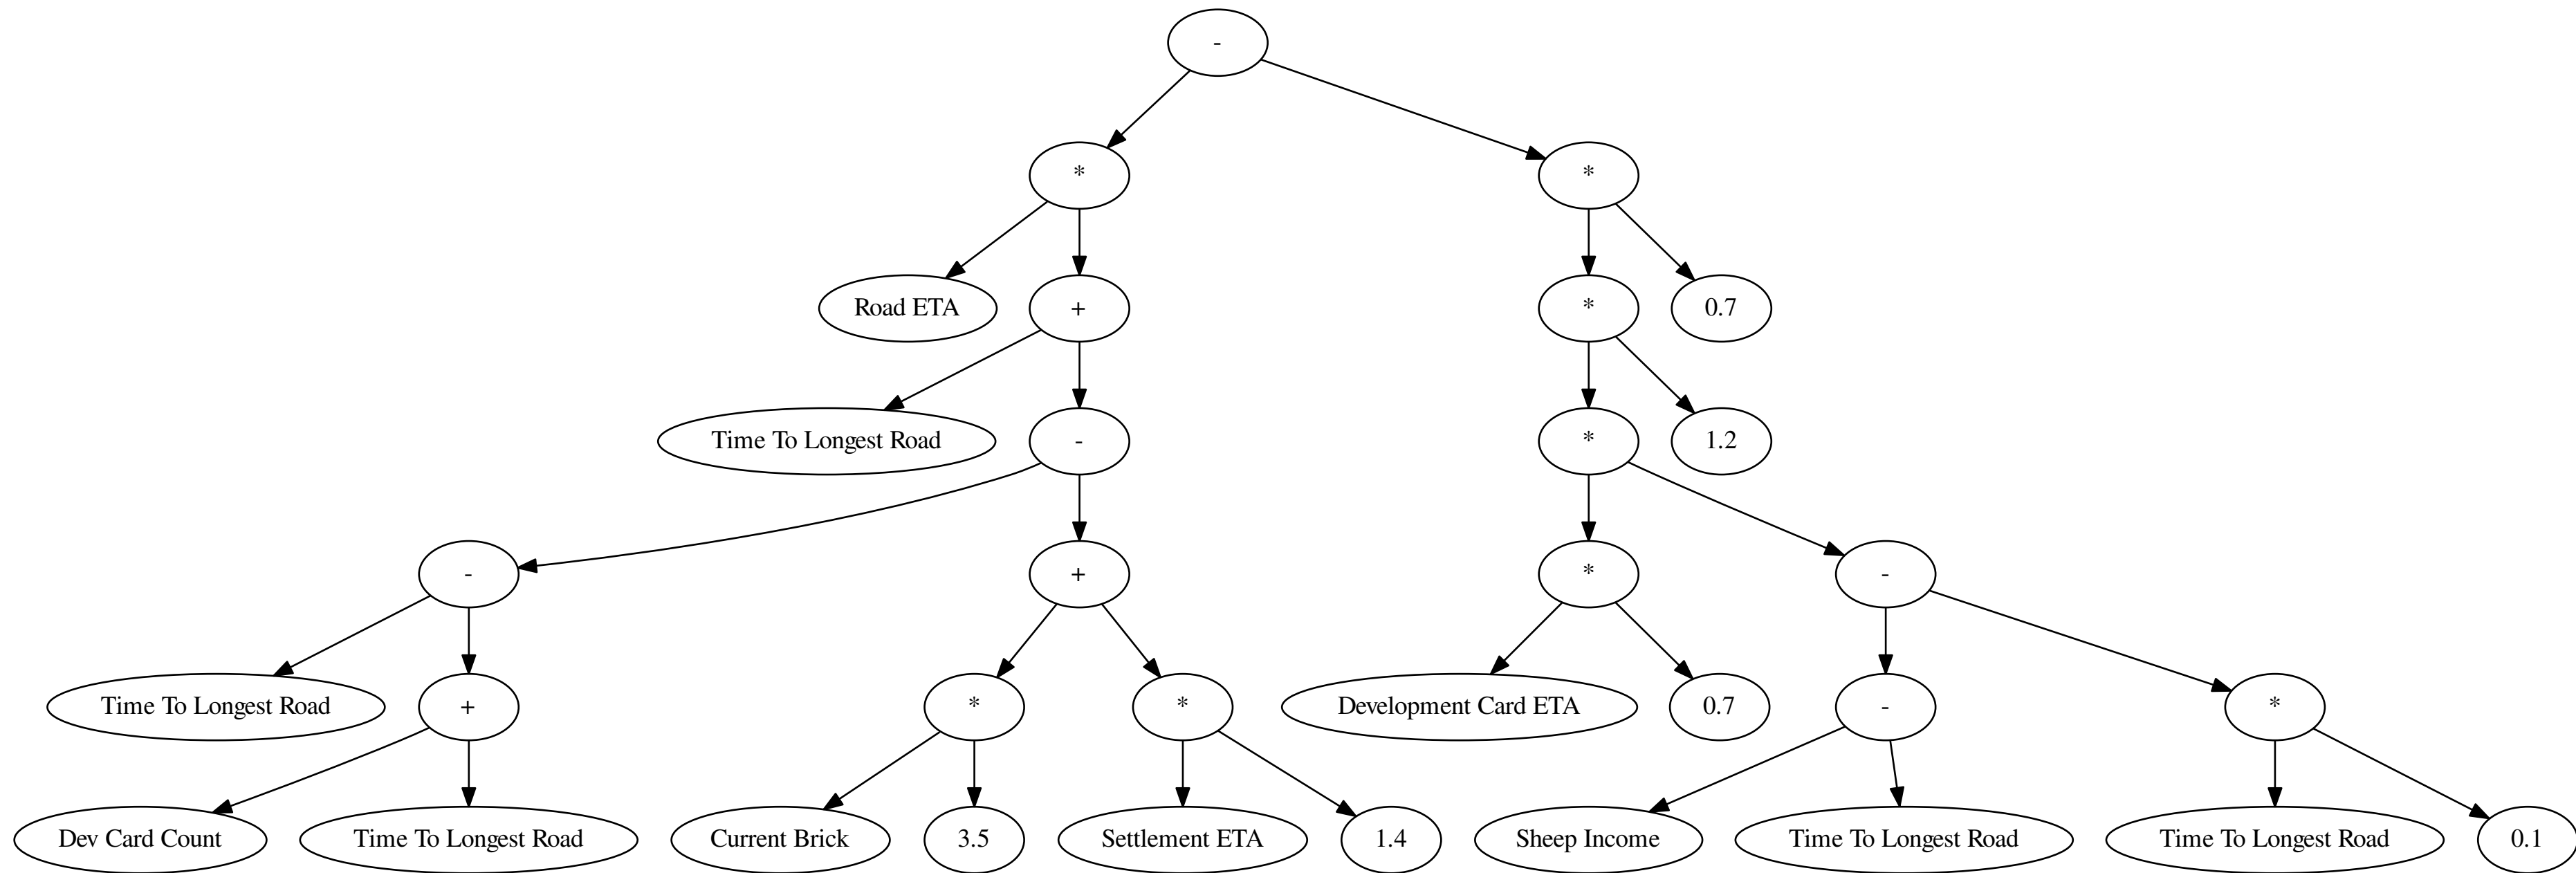 -
*
*
Road ETA
+
*
0.7
Time To Longest Road
-
*
1.2
-
+
*
-
Time To Longest Road
+
*
*
Development Card ETA
0.7
-
*
Dev Card Count
Time To Longest Road
Current Brick
3.5
Settlement ETA
1.4
Sheep Income
Time To Longest Road
Time To Longest Road
0.1